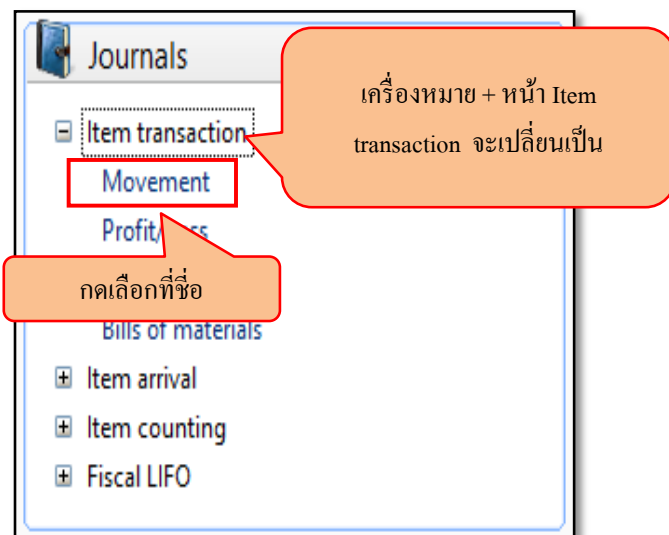 Journals
เครื่องหมาย + หน้า Item
transaction จะเปลี่ยนเป็น
Item transaction
Movement
กดเลือกที่ชื่อ
Bills of materials
Item arrival
Item counting
Fiscal LIFO